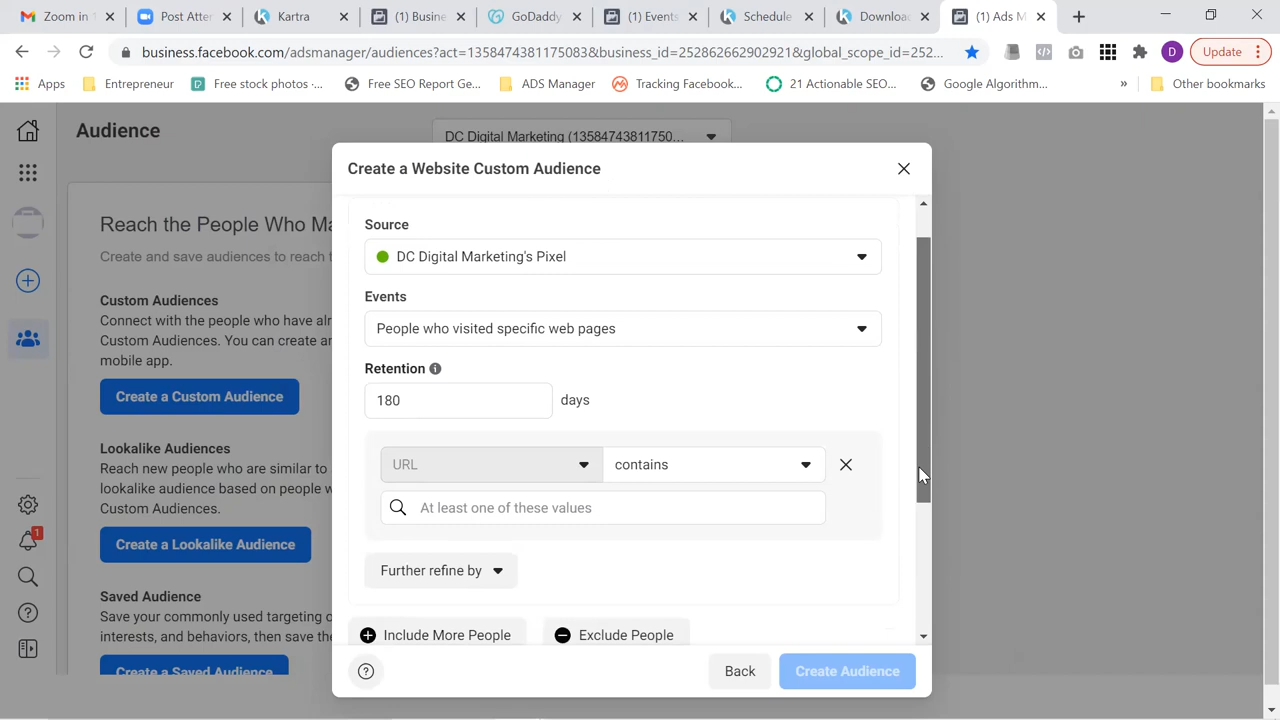 Zoom in
Post Atter
Kartra
(1) Busine
GoDaddy
(1) Events
Schedule
Download
(1) Ads M
business.facebook.com/adsmanager/audiences?act=1358474381175083&business_id=252862662902921&global_scope_id=252...
D
Update
Apps
Entrepreneur
Free stock photos ·...
Free SEO Report Ge...
ADS Manager
Tracking Facebook...
21 Actionable SEO...
Google Algorithm...
»
Other bookmarks
Audience
DC Digital Marketing (13584743811750...
Create a Website Custom Audience
Reach the People Who Ma
Create and save audiences to reach t
Source
DC Digital Marketing's Pixel
Custom Audiences
Connect with the people who have alr
Custom Audiences. You can create an
mobile app.
Events
People who visited specific web pages
Create a Custom Audience
Retention
180
days
Lookalike Audiences
Reach new people who are similar to
lookalike audience based on people w
Custom Audiences.
URL
contains
At least one of these values
1
Create a Lookalike Audience
Further refine by
Saved Audience
Save your commonly used targeting o
interests, and behaviors, then save the
Include More People
Exclude People
Create a Saved Audience
Back
Create Audience